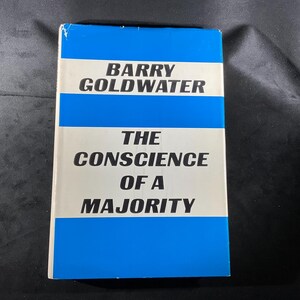 BARRY
GOLDWATER
THE
CONSCIENCE
OF A
MAJORITY